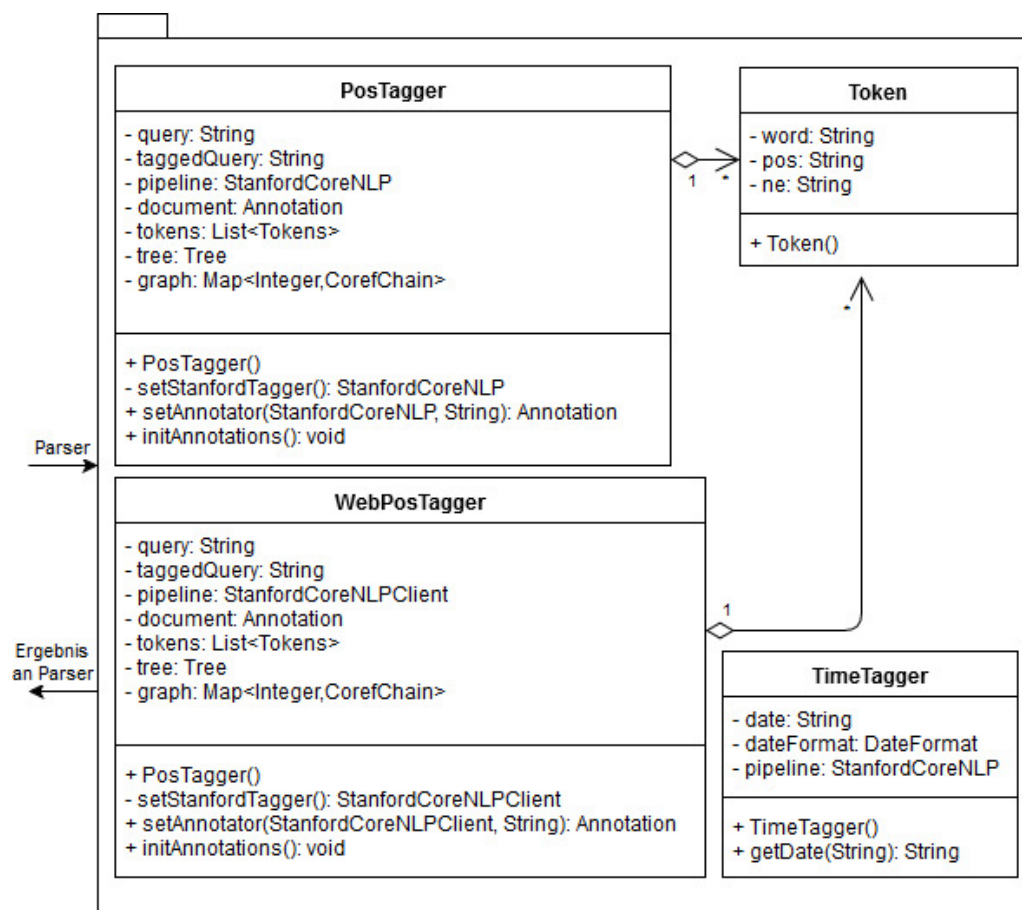 PosTagger
- query: String
- taggedQuery: String
- pipeline: StanfordCoreNLP
- document: Annotation
- tokens: List<Tokens>
- tree: Tree
- graph: Map<Integer,CorefChain>
+ PosTagger()
- setStanfordTagger(): StanfordCoreNLP
+ setAnnotator(StanfordCoreNLP, String): Annotation
+ initAnnotations(): void
1
*
Token
- word: String
- pos: String
- ne: String
+ Token()
*
Parser
WebPosTagger
- query: String
- taggedQuery: String
- pipeline: StanfordCoreNLPClient
- document: Annotation
- tokens: List<Tokens>
- tree: Tree
- graph: Map<Integer,CorefChain>
+ PosTagger()
- setStanfordTagger(): StanfordCoreNLPClient
+ setAnnotator(StanfordCoreNLPClient, String): Annotation
+ initAnnotations(): void
1
Ergebnis
an Parser
TimeTagger
- date: String
- dateFormat: DateFormat
- pipeline: StanfordCoreNLP
+ TimeTagger()
+ getDate(String): String